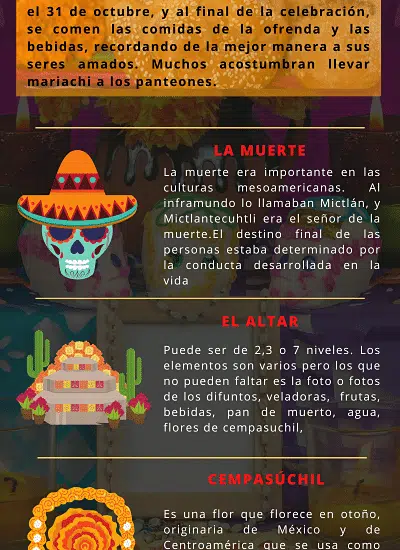 el 31 de octubre, y al final de la celebración,
se comen las comidas de la ofrenda y las
bebidas, recordando de la mejor manera a sus
seres amados. Muchos acostumbran llevar
mariachi a los panteones.
LA MUERTE
La muerte era importante en las
culturas mesoamericanas. Al
inframundo lo llamaban Mictlán, y
Mictlantecuhtli era el señor de la
muerte.El destino final de las
personas estaba determinado por
la conducta desarrollada en la
vida
EL ALTAR
Puede ser de 2,3 o 7 niveles. Los
elementos son varios pero los que
no pueden faltar es la foto o fotos
de los difuntos, veladoras, frutas,
bebidas, pan de muerto, agua,
flores de cempasuchil,
CEMPASÚCHIL
Es una flor que florece en otoño,
originaria de México y de
Centroamérica que se usa como